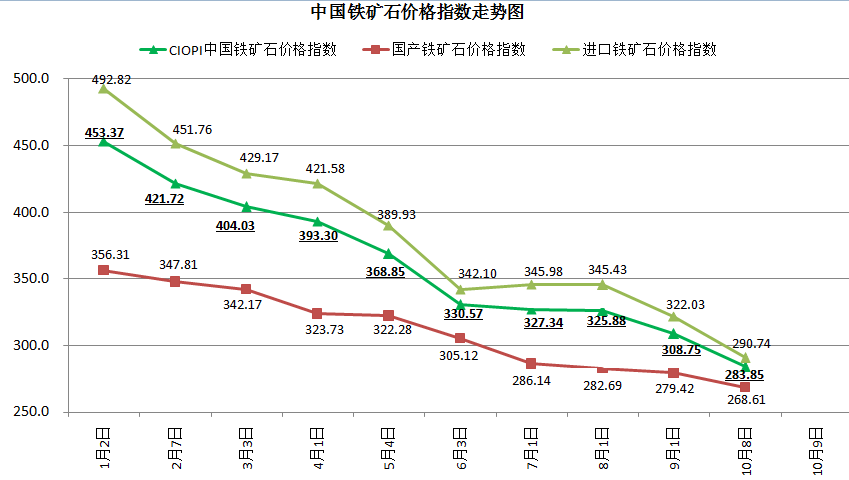 中国铁矿石价格指数走势图
CIOPI中国铁矿石价格指数 国产铁矿石价格指数 进口铁矿石价格指数
500.0
450.0
400.0
350.0
300.0
250.0
492.82
451.76
429.17
421.58
389.93
342.10
345.98
345.43
322.03
290.74
453.37
421.72
404.03
393.30
368.85
330.57
327.34
325.88
308.75
283.85
356.31
347.81
342.17
323.73
322.28
305.12
286.14
282.69
279.42
268.61
1月2日
2月7日
3月3日
4月1日
5月4日
6月3日
7月1日
8月1日
9月1日
10月8日
10月9日